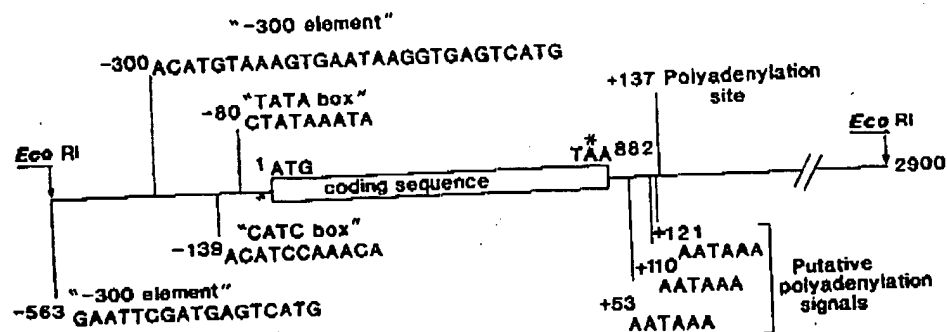 "-300 element"
-300 ACATGTAAAGTGAATAAGGTGAGTCATG
+137 Polyadenylation
site
"TATA box"
-80 CTATAAATA
Eco RI
Eco RI
1 ATG
*
TAA 882
2900
coding sequence
*
"CATC box"
-139 ACATCCAAACA
+121 AATAAA
+110 AATAAA
+53 AATAAA
Putative
polyadenylation
signals
"-300 element"
-563 GAATTCGATGAGTCATG